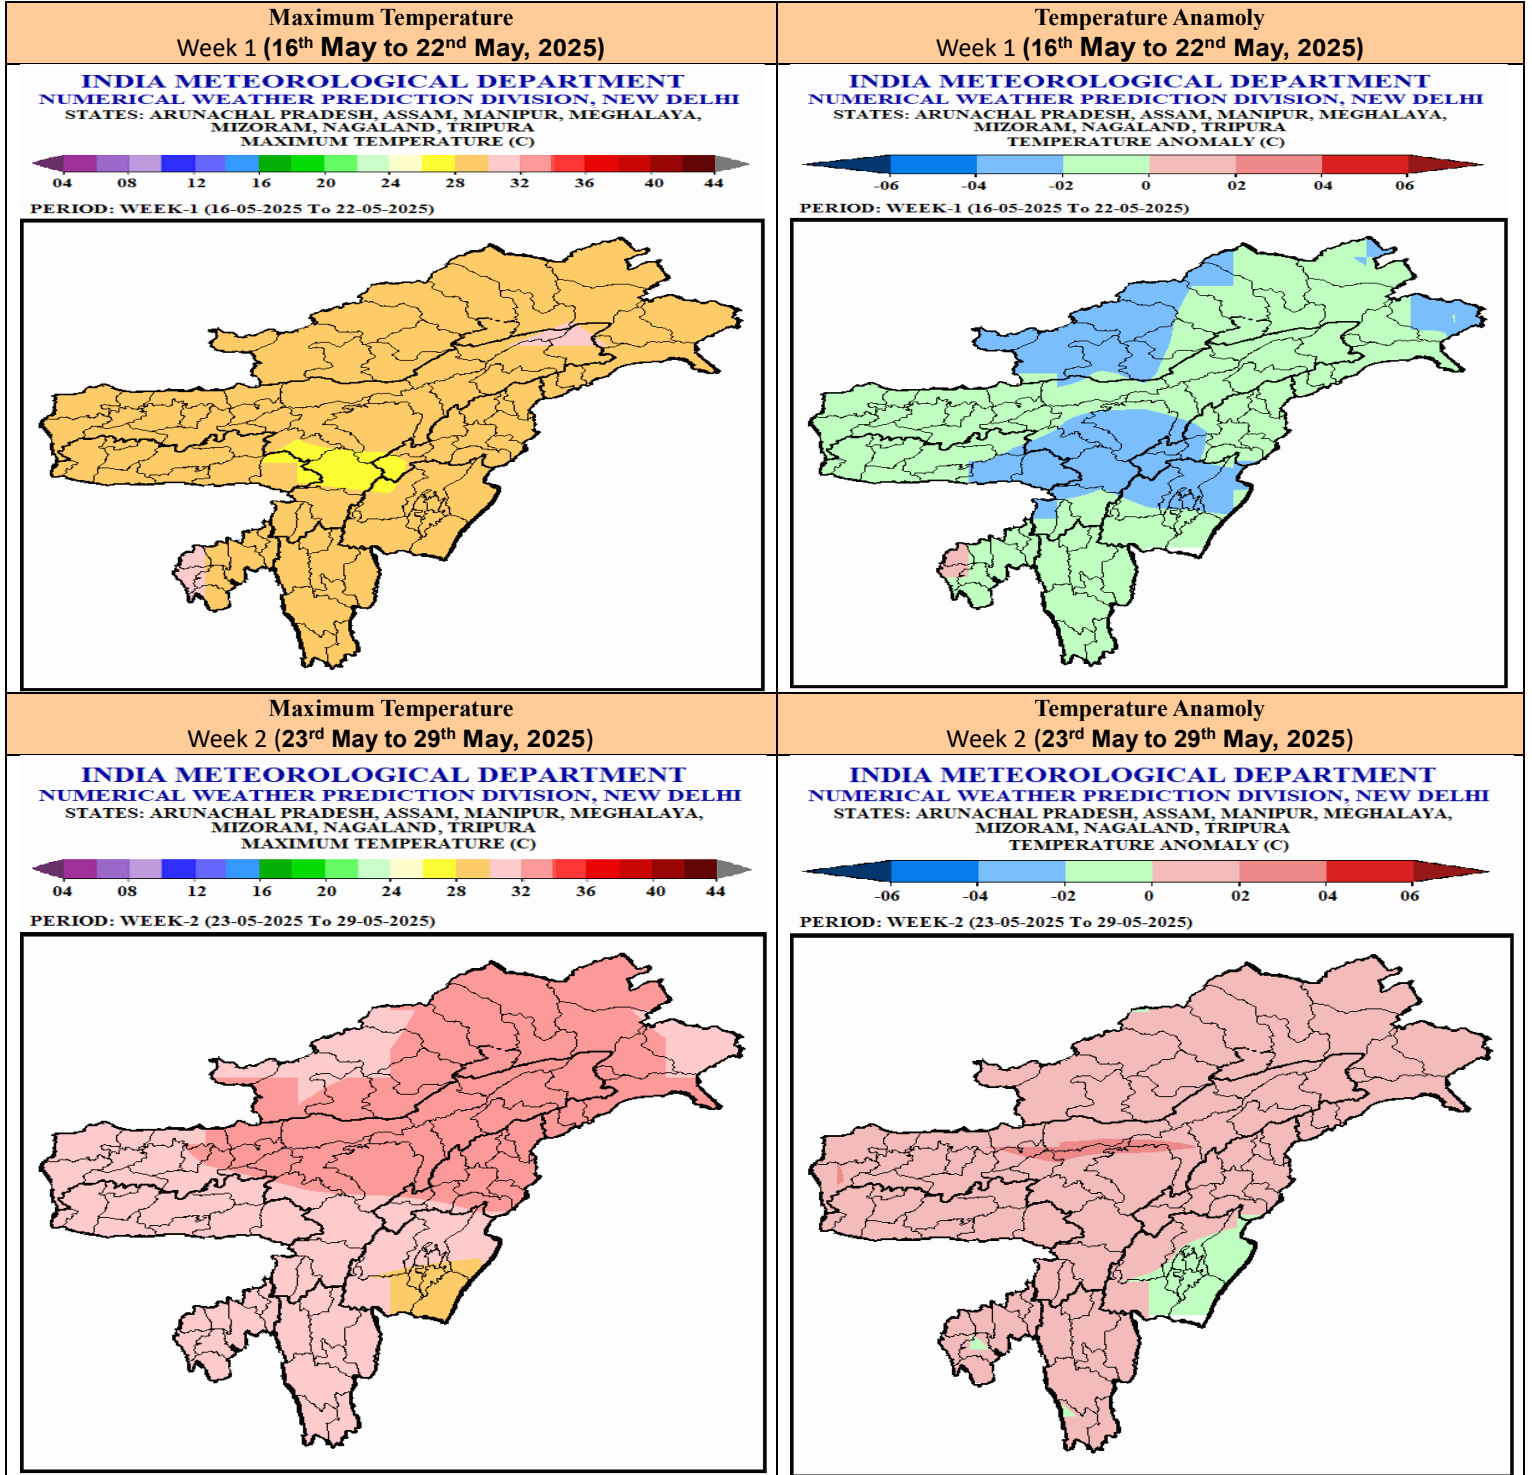 Maximum Temperature
Week 1 (16th May to 22nd May, 2025)
INDIA METEOROLOGICAL DEPARTMENT
NUMERICAL WEATHER PREDICTION DIVISION, NEW DELHI
STATES: ARUNACHAL PRADESH, ASSAM, MANIPUR, MEGHALAYA,
MIZORAM, NAGALAND, TRIPURA
MAXIMUM TEMPERATURE (C)
04 08 12 16 20 24 28 32 36 40 44
PERIOD: WEEK-1 (16-05-2025 To 22-05-2025)
Temperature Anamoly
Week 1 (16th May to 22nd May, 2025)
INDIA METEOROLOGICAL DEPARTMENT
NUMERICAL WEATHER PREDICTION DIVISION, NEW DELHI
STATES: ARUNACHAL PRADESH, ASSAM, MANIPUR, MEGHALAYA,
MIZORAM, NAGALAND, TRIPURA
TEMPERATURE ANOMALY (C)
-06 -04 -02 0 02 04 06
PERIOD: WEEK-1 (16-05-2025 To 22-05-2025)
Maximum Temperature
Week 2 (23rd May to 29th May, 2025)
INDIA METEOROLOGICAL DEPARTMENT
NUMERICAL WEATHER PREDICTION DIVISION, NEW DELHI
STATES: ARUNACHAL PRADESH, ASSAM, MANIPUR, MEGHALAYA,
MIZORAM, NAGALAND, TRIPURA
MAXIMUM TEMPERATURE (C)
04 08 12 16 20 24 28 32 36 40 44
PERIOD: WEEK-2 (23-05-2025 To 29-05-2025)
Temperature Anamoly
Week 2 (23rd May to 29th May, 2025)
INDIA METEOROLOGICAL DEPARTMENT
NUMERICAL WEATHER PREDICTION DIVISION, NEW DELHI
STATES: ARUNACHAL PRADESH, ASSAM, MANIPUR, MEGHALAYA,
MIZORAM, NAGALAND, TRIPURA
TEMPERATURE ANOMALY (C)
-06 -04 -02 0 02 04 06
PERIOD: WEEK-2 (23-05-2025 To 29-05-2025)